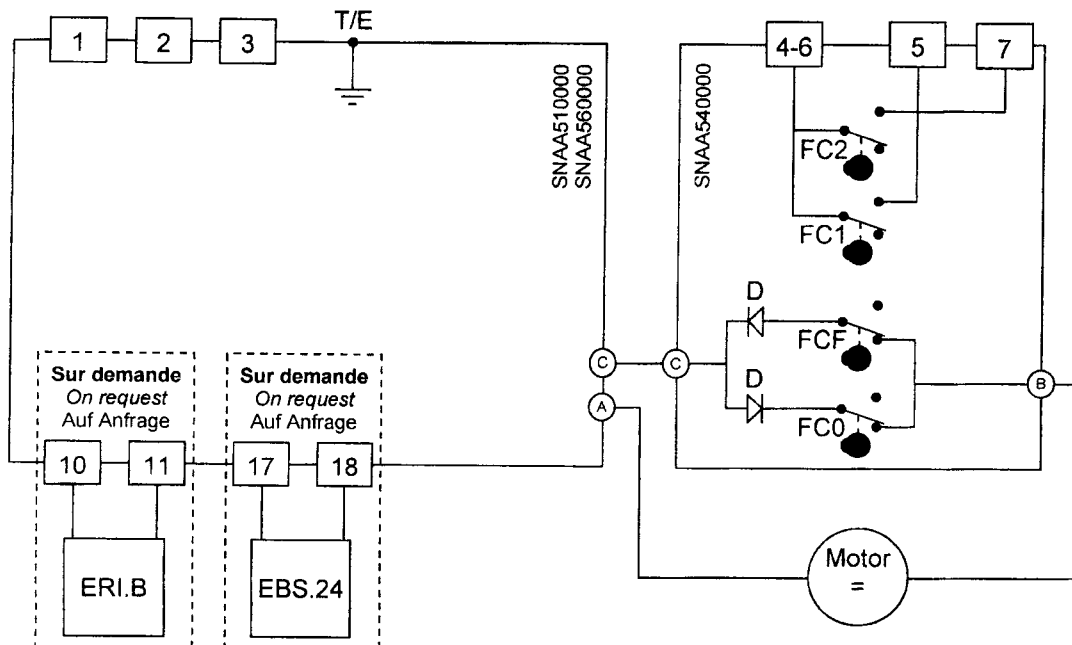 T/E
1
2
3
4-6
5
7
SNAA510000
SNAA560000
SNAA540000
FC2
FC1
D
FCF
D
FC0
C
C
A
B
Sur demande
On request
Auf Anfrage
Sur demande
On request
Auf Anfrage
10
11
17
18
ERI.B
EBS.24
Motor
=